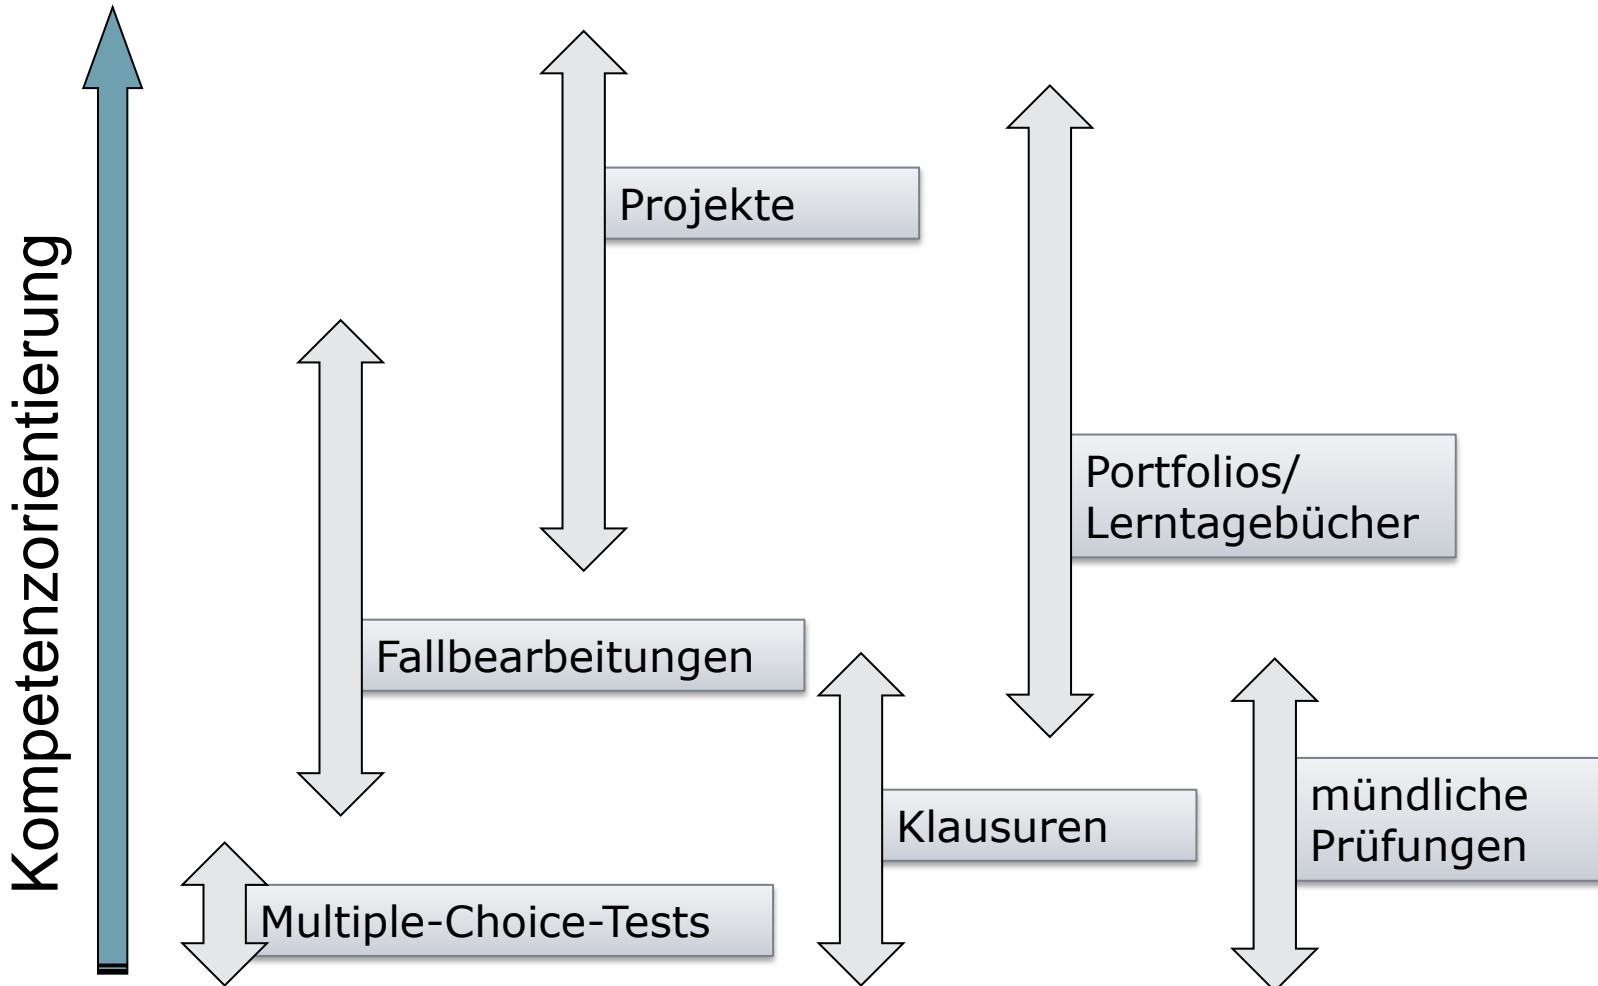 Kompetenzorientierung
Projekte
Portfolios/
Lerntagebücher
Fallbearbeitungen
Klausuren
mündliche
Prüfungen
Multiple-Choice-Tests